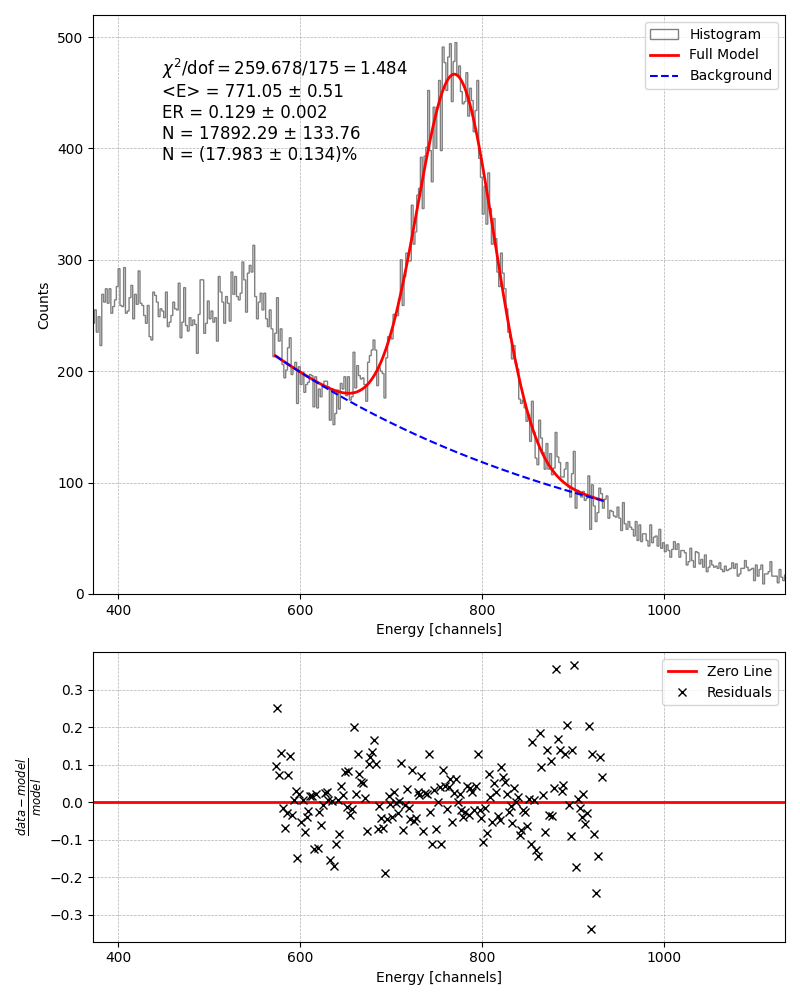 500
400
300
200
100
0
Counts
χ²/dof = 259.678/175 = 1.484
<E> = 771.05 ± 0.51
ER = 0.129 ± 0.002
N = 17892.29 ± 133.76
N = (17.983 ± 0.134)%
Histogram
Full Model
Background
400 600 800 1000
Energy [channels]
0.3
0.2
0.1
0.0
−0.1
−0.2
−0.3
data − model
model
Zero Line
Residuals
400 600 800 1000
Energy [channels]